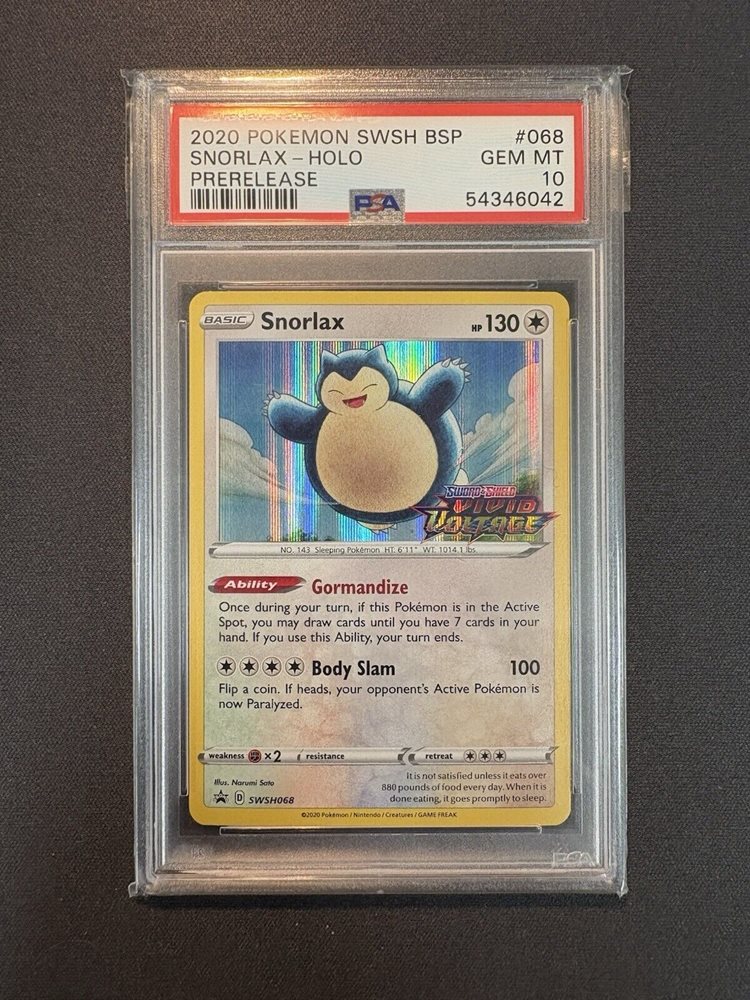 2020 POKEMON SWSH BSP #068
SNORLAX – HOLO GEM MT
PRERELEASE 10
PSA 54346042
BASIC Snorlax HP 130
SWORD & SHIELD
VIVID
VOLTAGE
NO. 143 Sleeping Pokémon HT: 6'11" WT: 1014.1 lbs.
Ability Gormandize
Once during your turn, if this Pokémon is in the Active
Spot, you may draw cards until you have 7 cards in your
hand. If you use this Ability, your turn ends.
Body Slam 100
Flip a coin. If heads, your opponent's Active Pokémon is
now Paralyzed.
weakness ×2 resistance retreat
Illus. Narumi Sato
D SWSH068
It is not satisfied unless it eats over
880 pounds of food every day. When it is
done eating, it goes promptly to sleep.
©2020 Pokémon / Nintendo / Creatures / GAME FREAK
PSA